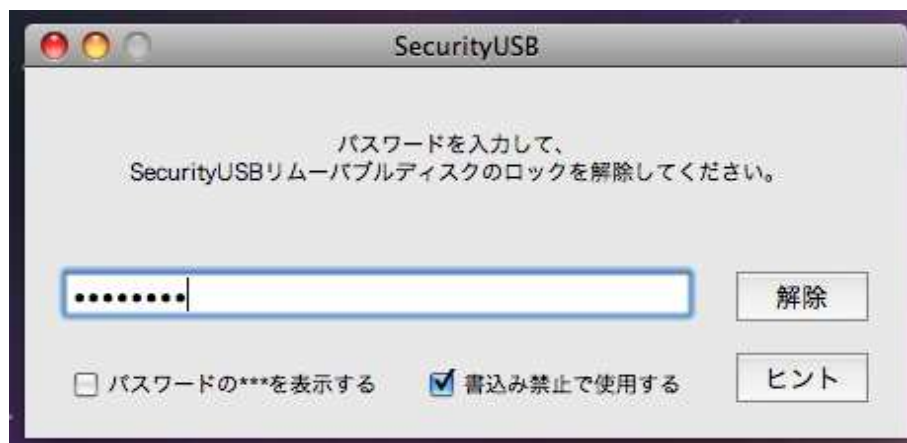 SecurityUSB
パスワードを入力して、
SecurityUSBリムーバブルディスクのロックを解除してください。
••••••••
解除
パスワードの***を表示する
書込み禁止で使用する
ヒント